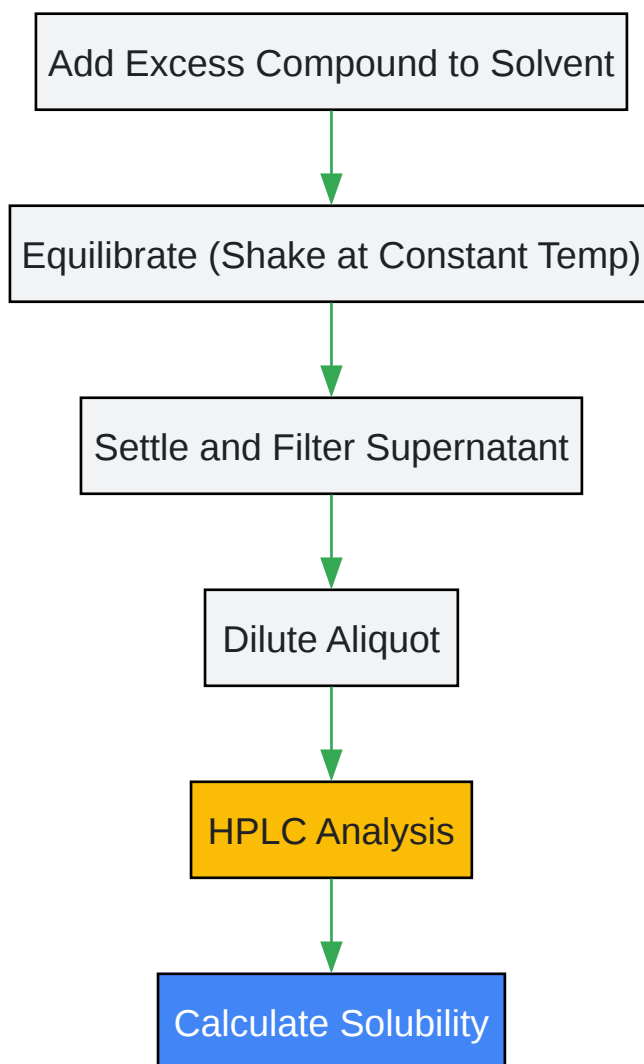 Add Excess Compound to Solvent
Equilibrate (Shake at Constant Temp)
Settle and Filter Supernatant
Dilute Aliquot
HPLC Analysis
Calculate Solubility